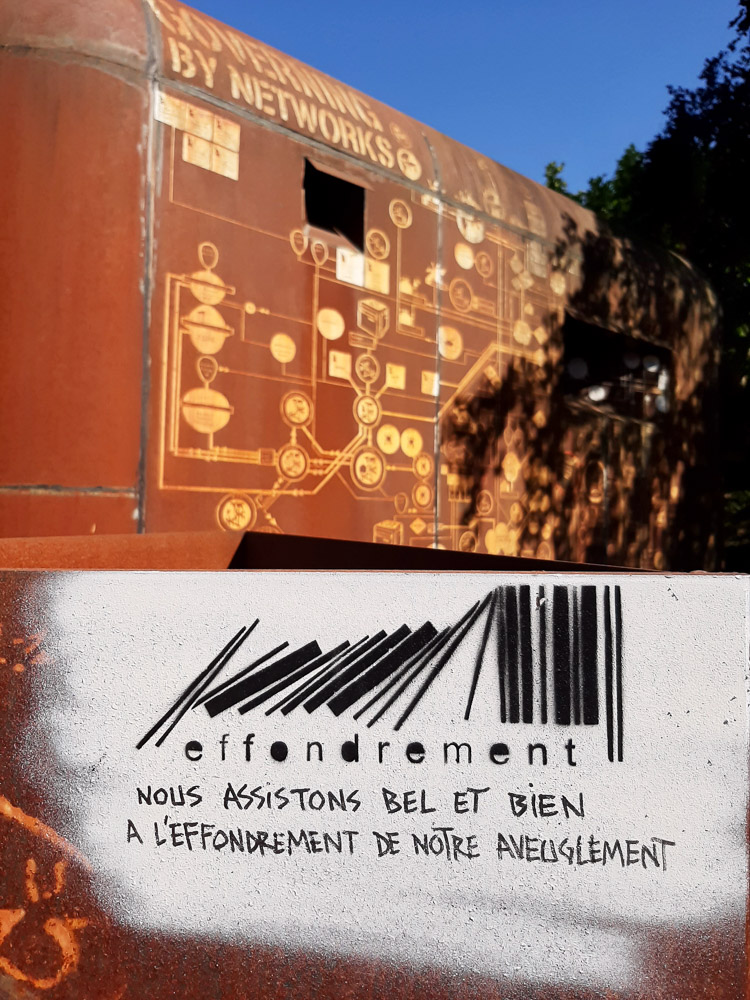 GOVERNING
BY NETWORKS
effondrement
NOUS ASSISTONS BEL ET BIEN
A L'EFFONDREMENT DE NOTRE AVEUGLEMENT